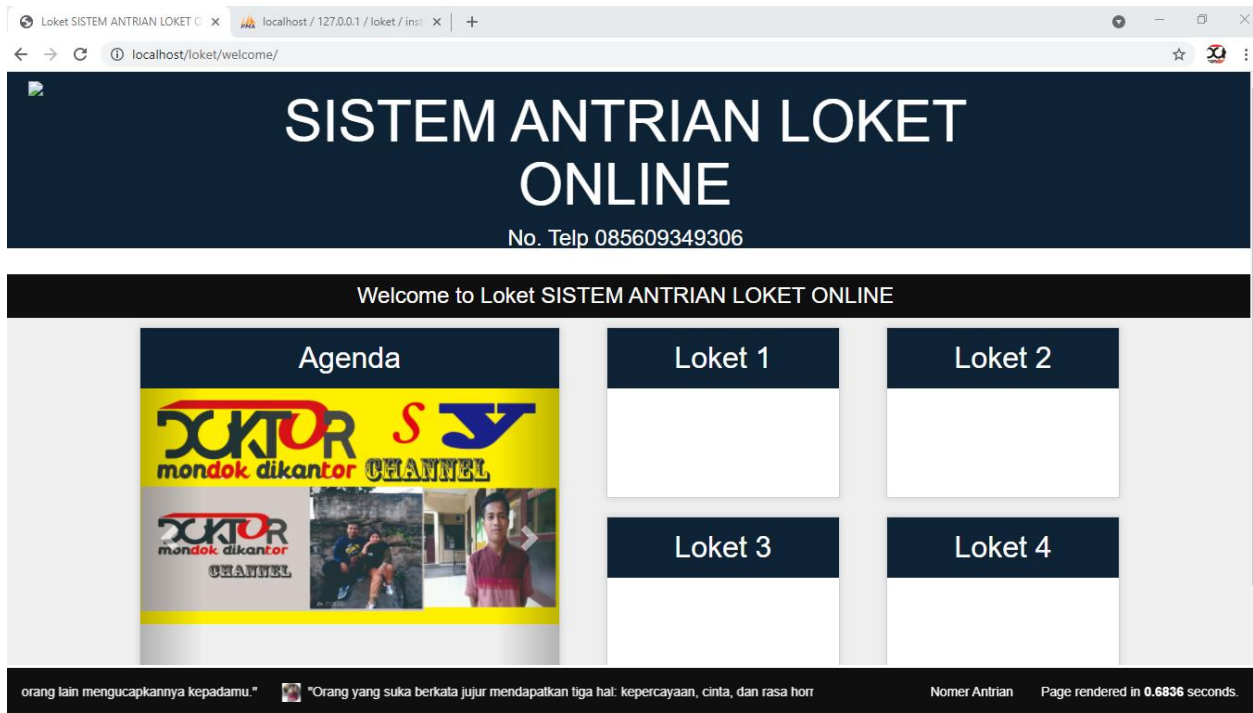 Loket SISTEM ANTRIAN LOKET O
localhost / 127.0.0.1 / loket / inst
localhost/loket/welcome/
SISTEM ANTRIAN LOKET
ONLINE
No. Telp 085609349306
Welcome to Loket SISTEM ANTRIAN LOKET ONLINE
Agenda
Loket 1
Loket 2
DOKTOR
mondok dikantor
S Y
CHANNEL
DOKTOR
mondok dikantor
CHANNEL
Loket 3
Loket 4
orang lain mengucapkannya kepadamu."
"Orang yang suka berkata jujur mendapatkan tiga hal: kepercayaan, cinta, dan rasa horr
Nomer Antrian
Page rendered in 0.6836 seconds.